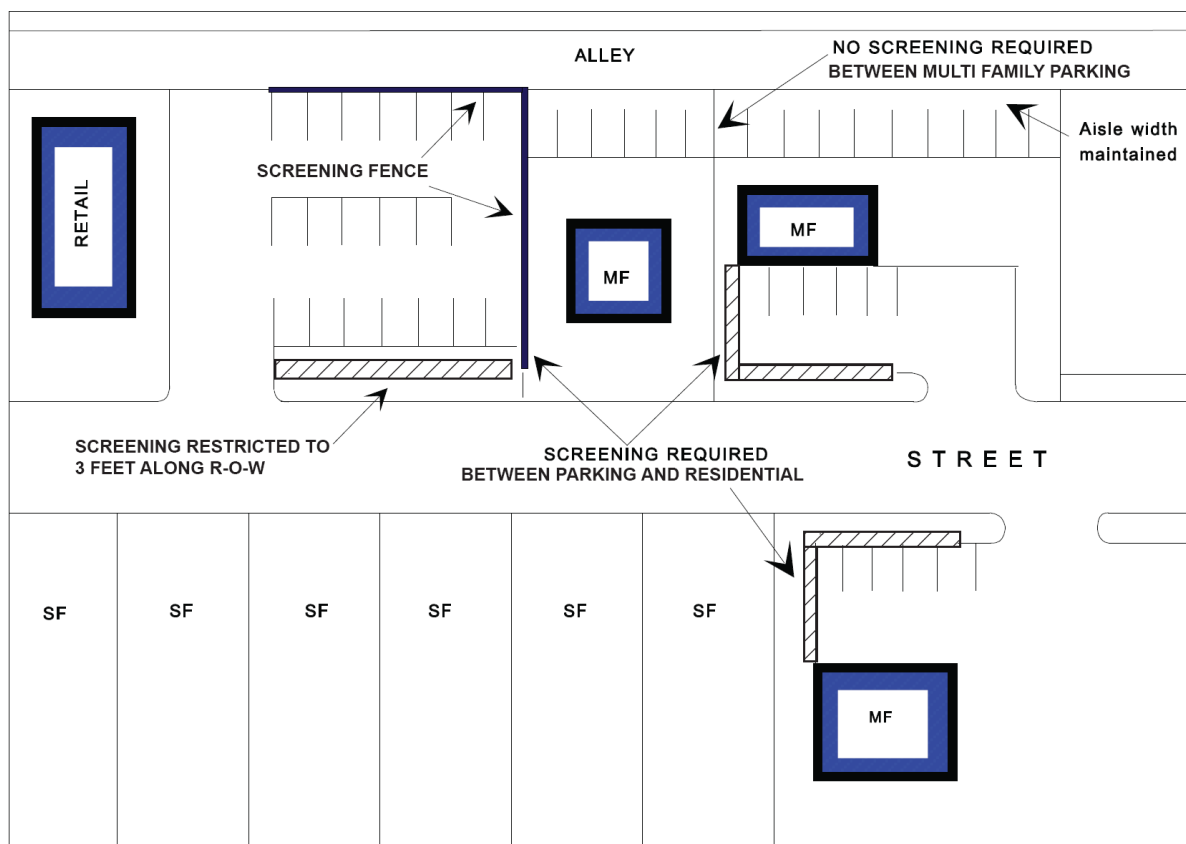 ALLEY
NO SCREENING REQUIRED
BETWEEN MULTI FAMILY PARKING
Aisle width
maintained
SCREENING FENCE
RETAIL
MF
MF
SCREENING RESTRICTED TO
3 FEET ALONG R-O-W
SCREENING REQUIRED
BETWEEN PARKING AND RESIDENTIAL
STREET
SF
SF
SF
SF
SF
SF
MF